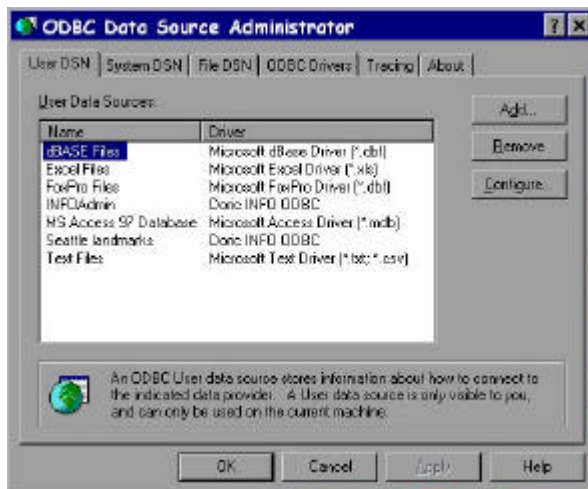 ODBC Data Source Administrator
User DSN System DSN File DSN ODBC Drivers Tracing About
User Data Sources:
Name Driver
dBASE Files Microsoft dBase Driver (*.dbf)
Excel Files Microsoft Excel Driver (*.xls)
FoxPro Files Microsoft FoxPro Driver (*.dbf)
INFOAdmin Doric INFO ODBC
MS Access 97 Database Microsoft Access Driver (*.mdb)
Seattle landmarks Doric INFO ODBC
Text Files Microsoft Text Driver (*.txt; *.csv)
Add...
Remove
Configure...
An ODBC User data source stores information about how to connect to
the indicated data provider. A User data source is only visible to you,
and can only be used on the current machine.
OK Cancel Apply Help